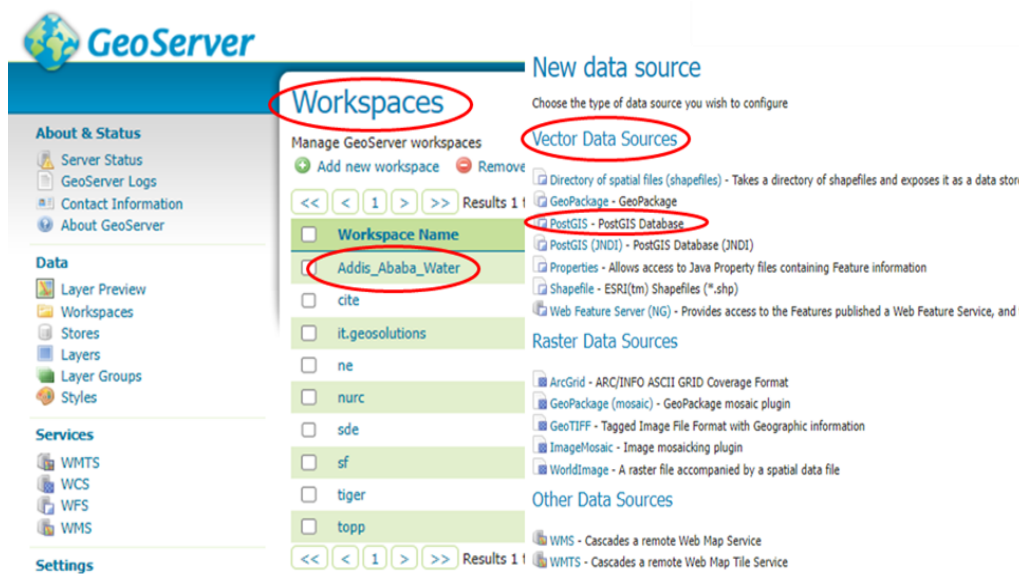 GeoServer
About & Status
Server Status
GeoServer Logs
Contact Information
About GeoServer
Data
Layer Preview
Workspaces
Stores
Layers
Layer Groups
Styles
Services
WMTS
WCS
WFS
WMS
Settings
Workspaces
Manage GeoServer workspaces
Add new workspace Remove
<< < 1 > >> Results 1
Workspace Name
Addis_Ababa_Water
cite
it.geosolutions
ne
nurc
sde
sf
tiger
topp
<< < 1 > >> Results 1
New data source
Choose the type of data source you wish to configure
Vector Data Sources
Directory of spatial files (shapefiles) - Takes a directory of shapefiles and exposes it as a data store
GeoPackage - GeoPackage
PostGIS - PostGIS Database
PostGIS (JNDI) - PostGIS Database (JNDI)
Properties - Allows access to Java Property files containing Feature information
Shapefile - ESRI(tm) Shapefiles (*.shp)
Web Feature Server (NG) - Provides access to the Features published a Web Feature Service, and
Raster Data Sources
ArcGrid - ARC/INFO ASCII GRID Coverage Format
GeoPackage (mosaic) - GeoPackage mosaic plugin
GeoTIFF - Tagged Image File Format with Geographic information
ImageMosaic - Image mosaicking plugin
WorldImage - A raster file accompanied by a spatial data file
Other Data Sources
WMS - Cascades a remote Web Map Service
WMTS - Cascades a remote Web Map Tile Service